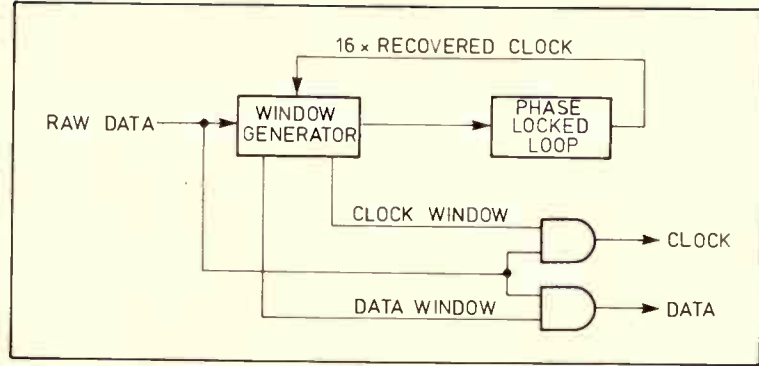 16 x RECOVERED CLOCK
RAW DATA
WINDOW
GENERATOR
PHASE
LOCKED
LOOP
CLOCK WINDOW
CLOCK
DATA WINDOW
DATA